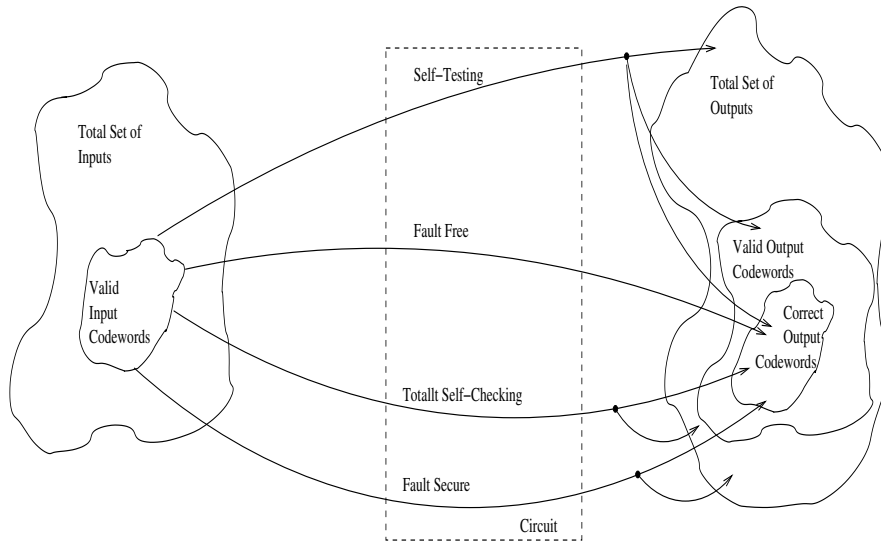 Self-Testing
Total Set of
Outputs
Total Set of
Inputs
Fault Free
Valid Output
Codewords
Valid
Input
Codewords
Correct
Output
Codewords
Totallt Self-Checking
Fault Secure
Circuit